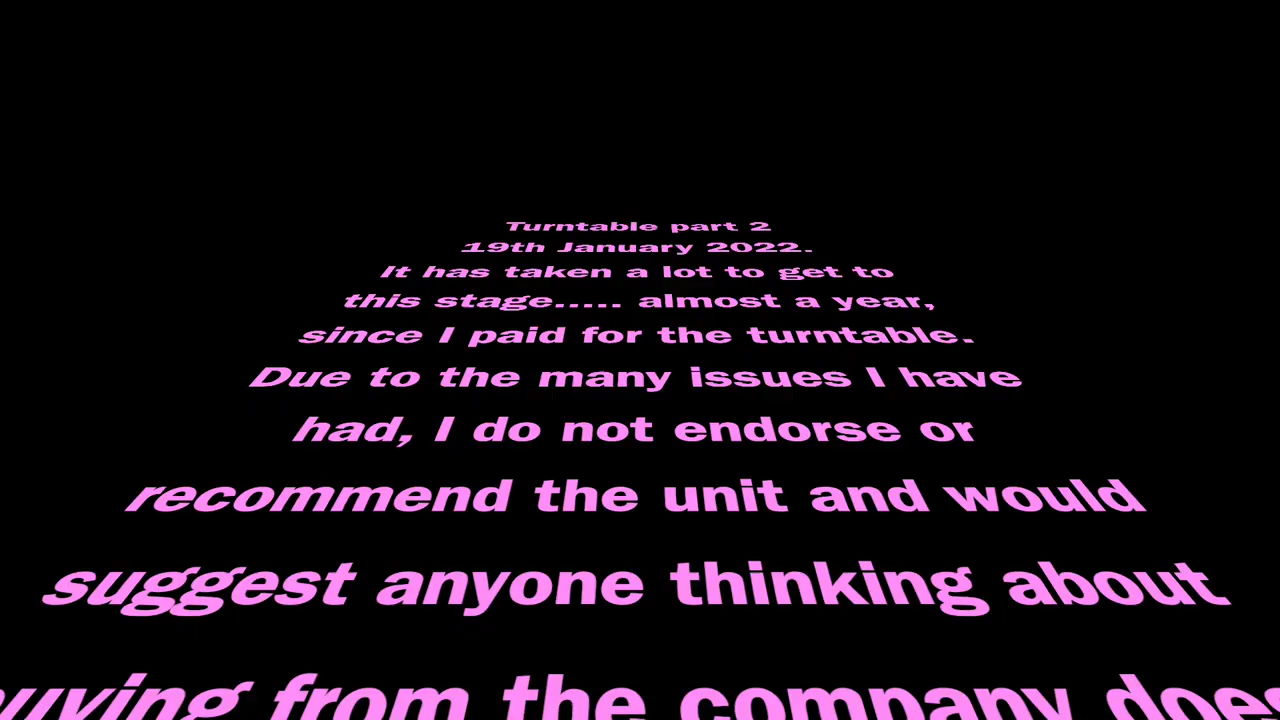 Turntable part 2
19th January 2022.
It has taken a lot to get to
this stage..... almost a year,
since I paid for the turntable.
Due to the many issues I have
had, I do not endorse or
recommend the unit and would
suggest anyone thinking about
buying from the company does